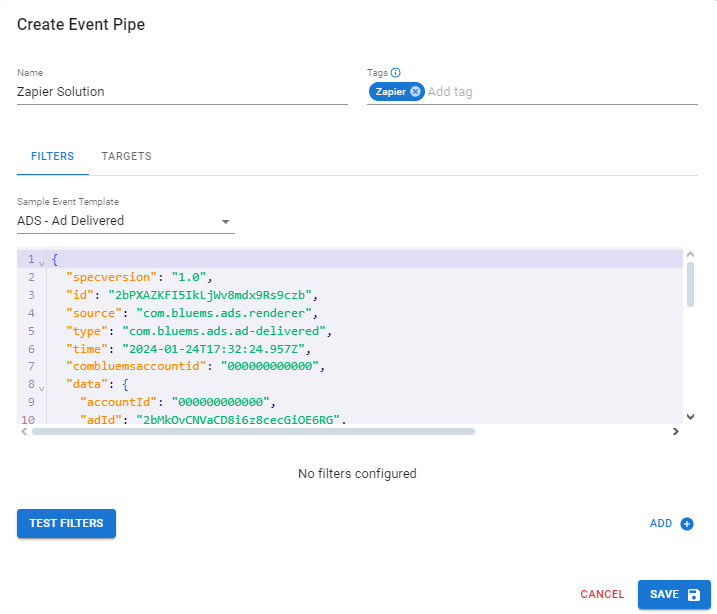 Create Event Pipe
Name
Tags
Zapier Solution
Zapier Add tag
FILTERS TARGETS
Sample Event Template
ADS - Ad Delivered
1 {
2 "specversion": "1.0",
3 "id": "2bPXAZKFI5IkLjWv8mdx9Rs9czb",
4 "source": "com.bluems.ads.renderer",
5 "type": "com.bluems.ads.ad-delivered",
6 "time": "2024-01-24T17:32:24.957Z",
7 "combluemsaccountid": "000000000000",
8 "data": {
9 "accountId": "000000000000",
10 "adId": "2bMkOvCNVaCD8i6z8cecGiOE6RG",
No filters configured
TEST FILTERS
ADD
CANCEL SAVE